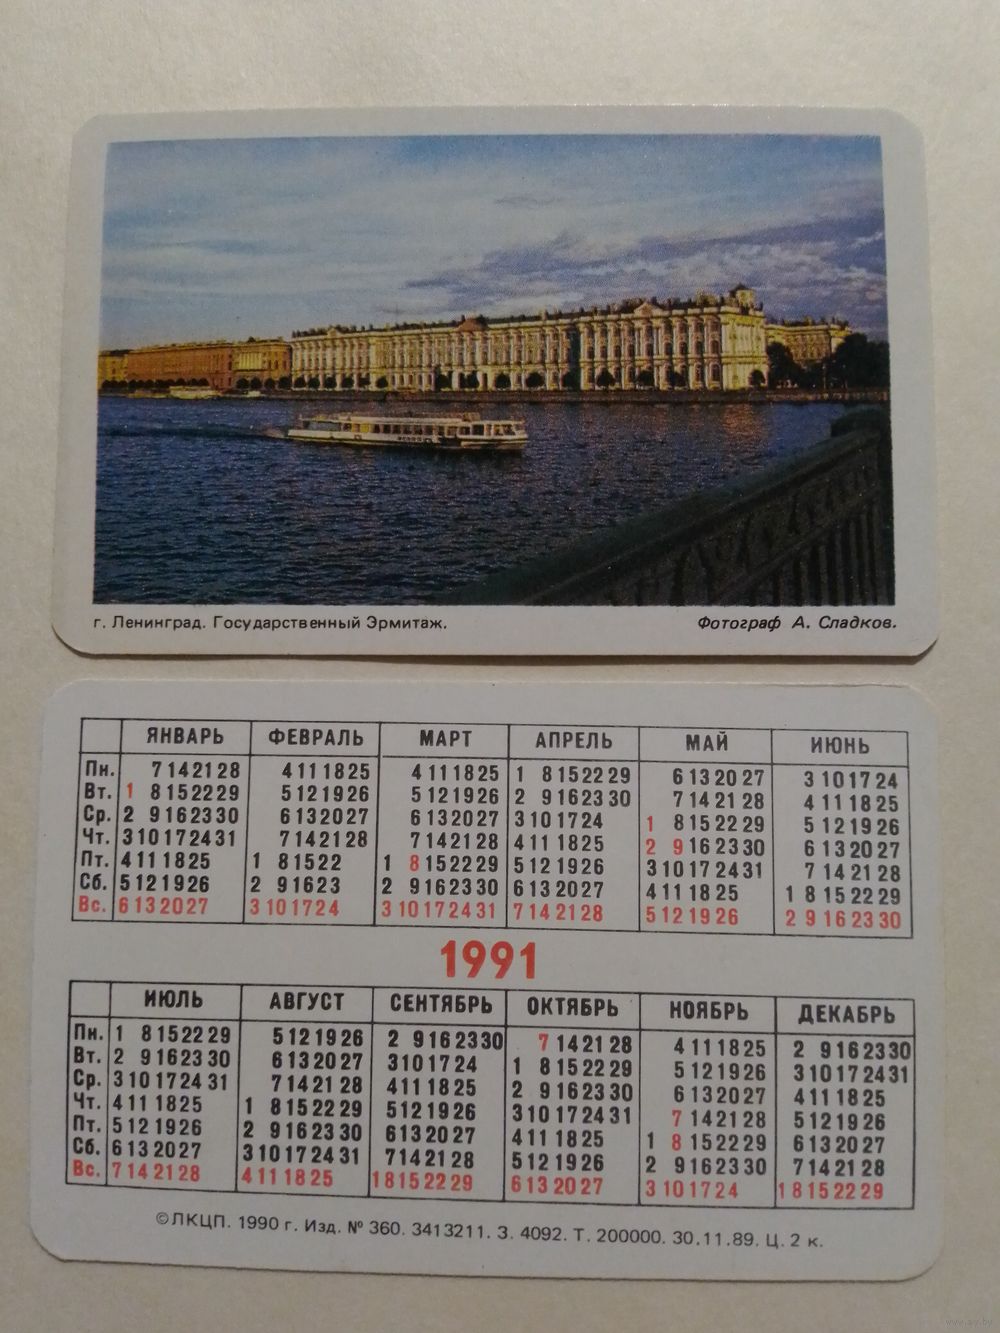 г. Ленинград. Государственный Эрмитаж. Фотограф А. Сладков.
ЯНВАРЬ ФЕВРАЛЬ МАРТ АПРЕЛЬ МАЙ ИЮНЬ
Пн. 7 14 21 28 4 11 18 25 4 11 18 25 1 8 15 22 29 6 13 20 27 3 10 17 24
Вт. 1 8 15 22 29 5 12 19 26 5 12 19 26 2 9 16 23 30 7 14 21 28 4 11 18 25
Ср. 2 9 16 23 30 6 13 20 27 6 13 20 27 3 10 17 24 1 8 15 22 29 5 12 19 26
Чт. 3 10 17 24 31 7 14 21 28 7 14 21 28 4 11 18 25 2 9 16 23 30 6 13 20 27
Пт. 4 11 18 25 1 8 15 22 1 8 15 22 29 5 12 19 26 3 10 17 24 31 7 14 21 28
Сб. 5 12 19 26 2 9 16 23 2 9 16 23 30 6 13 20 27 4 11 18 25 1 8 15 22 29
Вс. 6 13 20 27 3 10 17 24 3 10 17 24 31 7 14 21 28 5 12 19 26 2 9 16 23 30
1991
ИЮЛЬ АВГУСТ СЕНТЯБРЬ ОКТЯБРЬ НОЯБРЬ ДЕКАБРЬ
Пн. 1 8 15 22 29 5 12 19 26 2 9 16 23 30 7 14 21 28 4 11 18 25 2 9 16 23 30
Вт. 2 9 16 23 30 6 13 20 27 3 10 17 24 1 8 15 22 29 5 12 19 26 3 10 17 24 31
Ср. 3 10 17 24 31 7 14 21 28 4 11 18 25 2 9 16 23 30 6 13 20 27 4 11 18 25
Чт. 4 11 18 25 1 8 15 22 29 5 12 19 26 3 10 17 24 31 7 14 21 28 5 12 19 26
Пт. 5 12 19 26 2 9 16 23 30 6 13 20 27 4 11 18 25 1 8 15 22 29 6 13 20 27
Сб. 6 13 20 27 3 10 17 24 31 7 14 21 28 5 12 19 26 2 9 16 23 30 7 14 21 28
Вс. 7 14 21 28 4 11 18 25 1 8 15 22 29 6 13 20 27 3 10 17 24 1 8 15 22 29
© ЛКЦП. 1990 г. Изд. № 360. 3413211. З. 4092. Т. 200000. 30.11.89. Ц. 2 к.